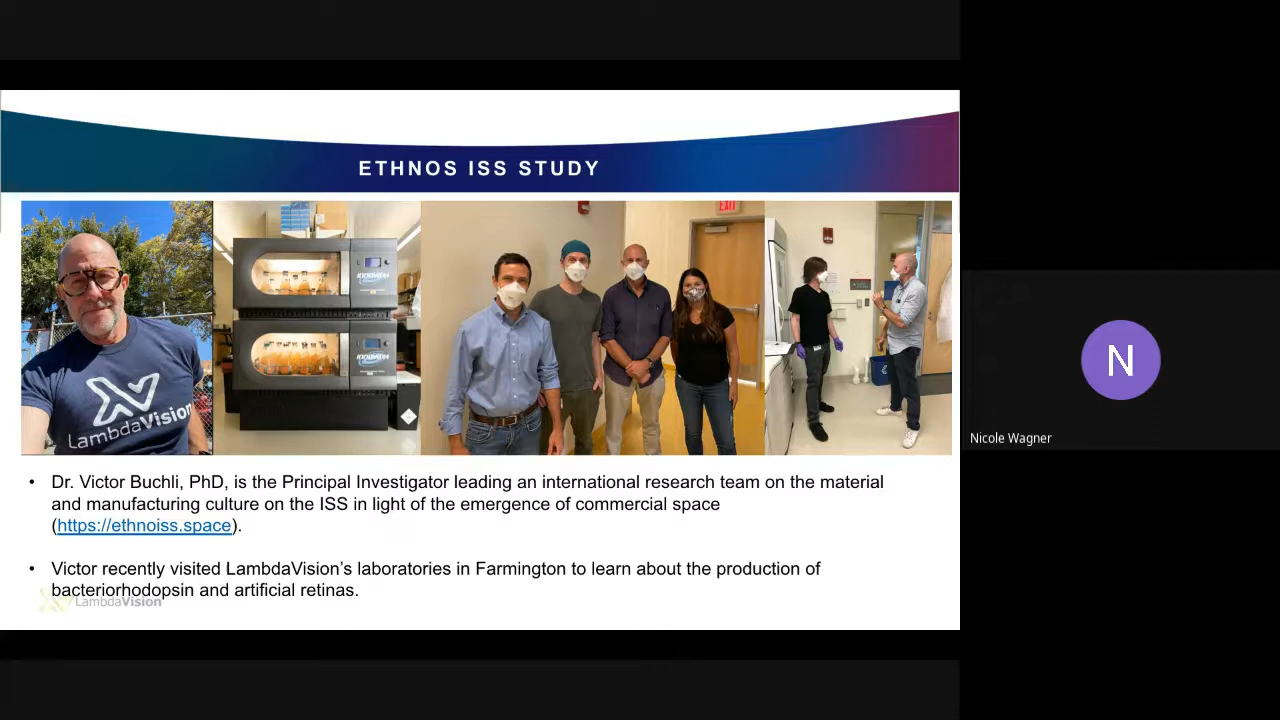 ETHNOS ISS STUDY
EXIT
LambdaVision
• Dr. Victor Buchli, PhD, is the Principal Investigator leading an international research team on the material
and manufacturing culture on the ISS in light of the emergence of commercial space
(https://ethnoiss.space).
• Victor recently visited LambdaVision's laboratories in Farmington to learn about the production of
bacteriorhodopsin and artificial retinas.
LambdaVision
N
Nicole Wagner